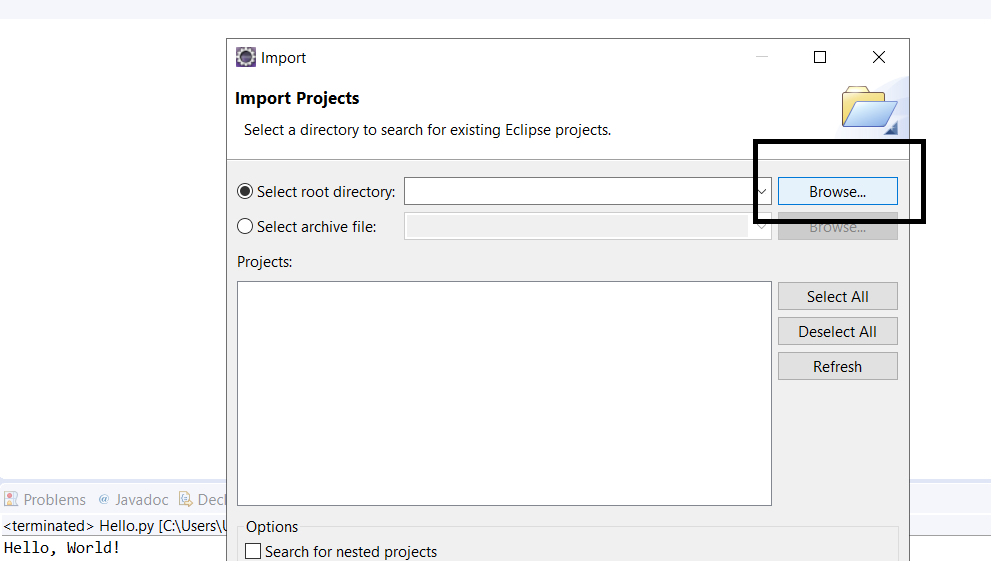 Import
Import Projects
Select a directory to search for existing Eclipse projects.
Select root directory:
Browse...
Select archive file:
Browse...
Projects:
Select All
Deselect All
Refresh
Problems @ Javadoc
<terminated> Hello.py [C:\Users\
Hello, World!
Options
Search for nested projects